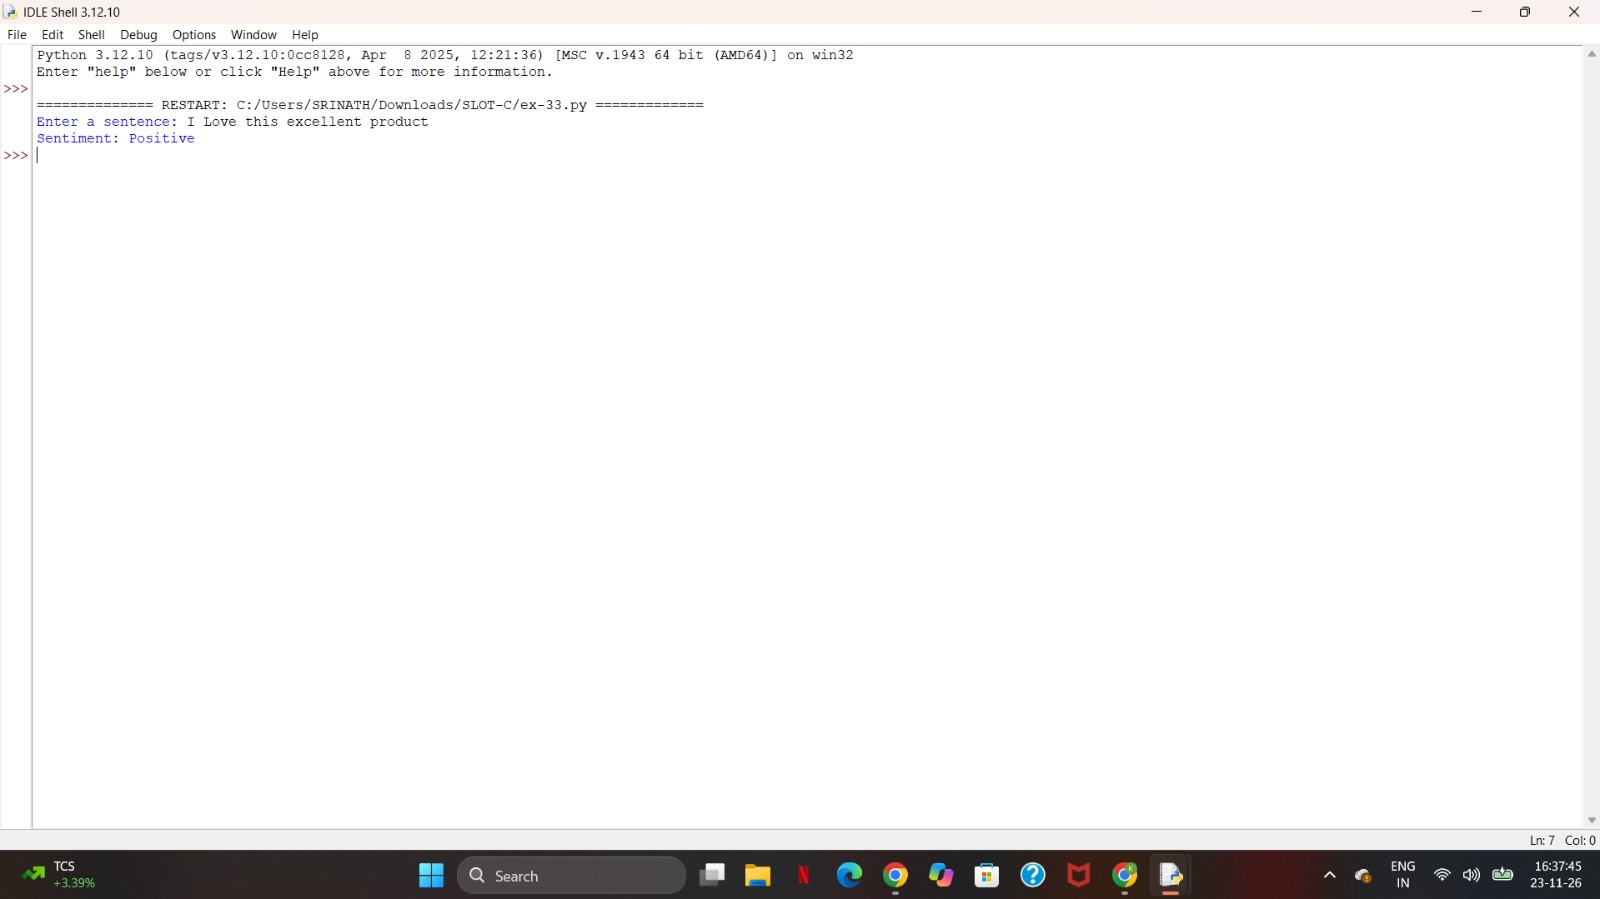 IDLE Shell 3.12.10
File Edit Shell Debug Options Window Help
Python 3.12.10 (tags/v3.12.10:0cc8128, Apr  8 2025, 12:21:36) [MSC v.1943 64 bit (AMD64)] on win32
Enter "help" below or click "Help" above for more information.
>>>
============== RESTART: C:/Users/SRINATH/Downloads/SLOT-C/ex-33.py =============
Enter a sentence: I Love this excellent product
Sentiment: Positive
>>>
Ln: 7 Col: 0
TCS
+3.39%
Search
ENG
IN
16:37:45
23-11-26